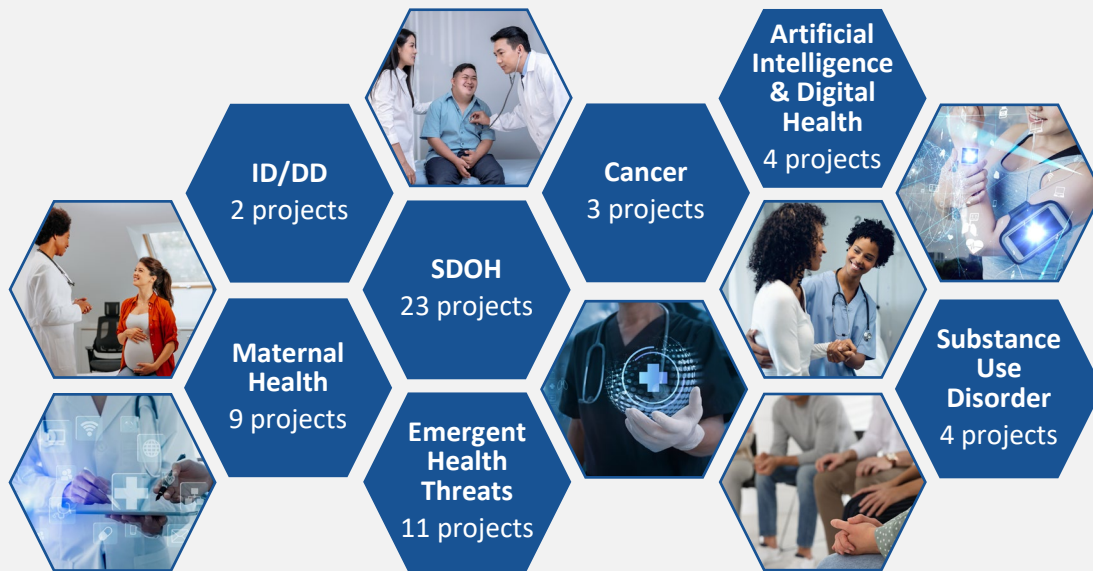 Artificial
Intelligence
& Digital
Health
4 projects
ID/DD
2 projects
Cancer
3 projects
SDOH
23 projects
Maternal
Health
9 projects
Substance
Use
Disorder
4 projects
Emergent
Health
Threats
11 projects